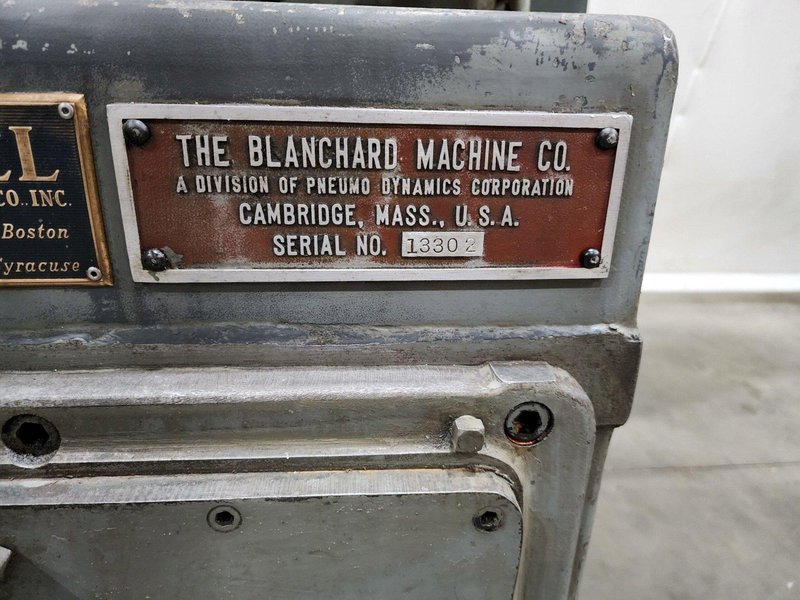 CO., INC.
Boston
Syracuse
THE BLANCHARD MACHINE CO.
A DIVISION OF PNEUMO DYNAMICS CORPORATION
CAMBRIDGE, MASS., U.S.A.
SERIAL NO. 13302